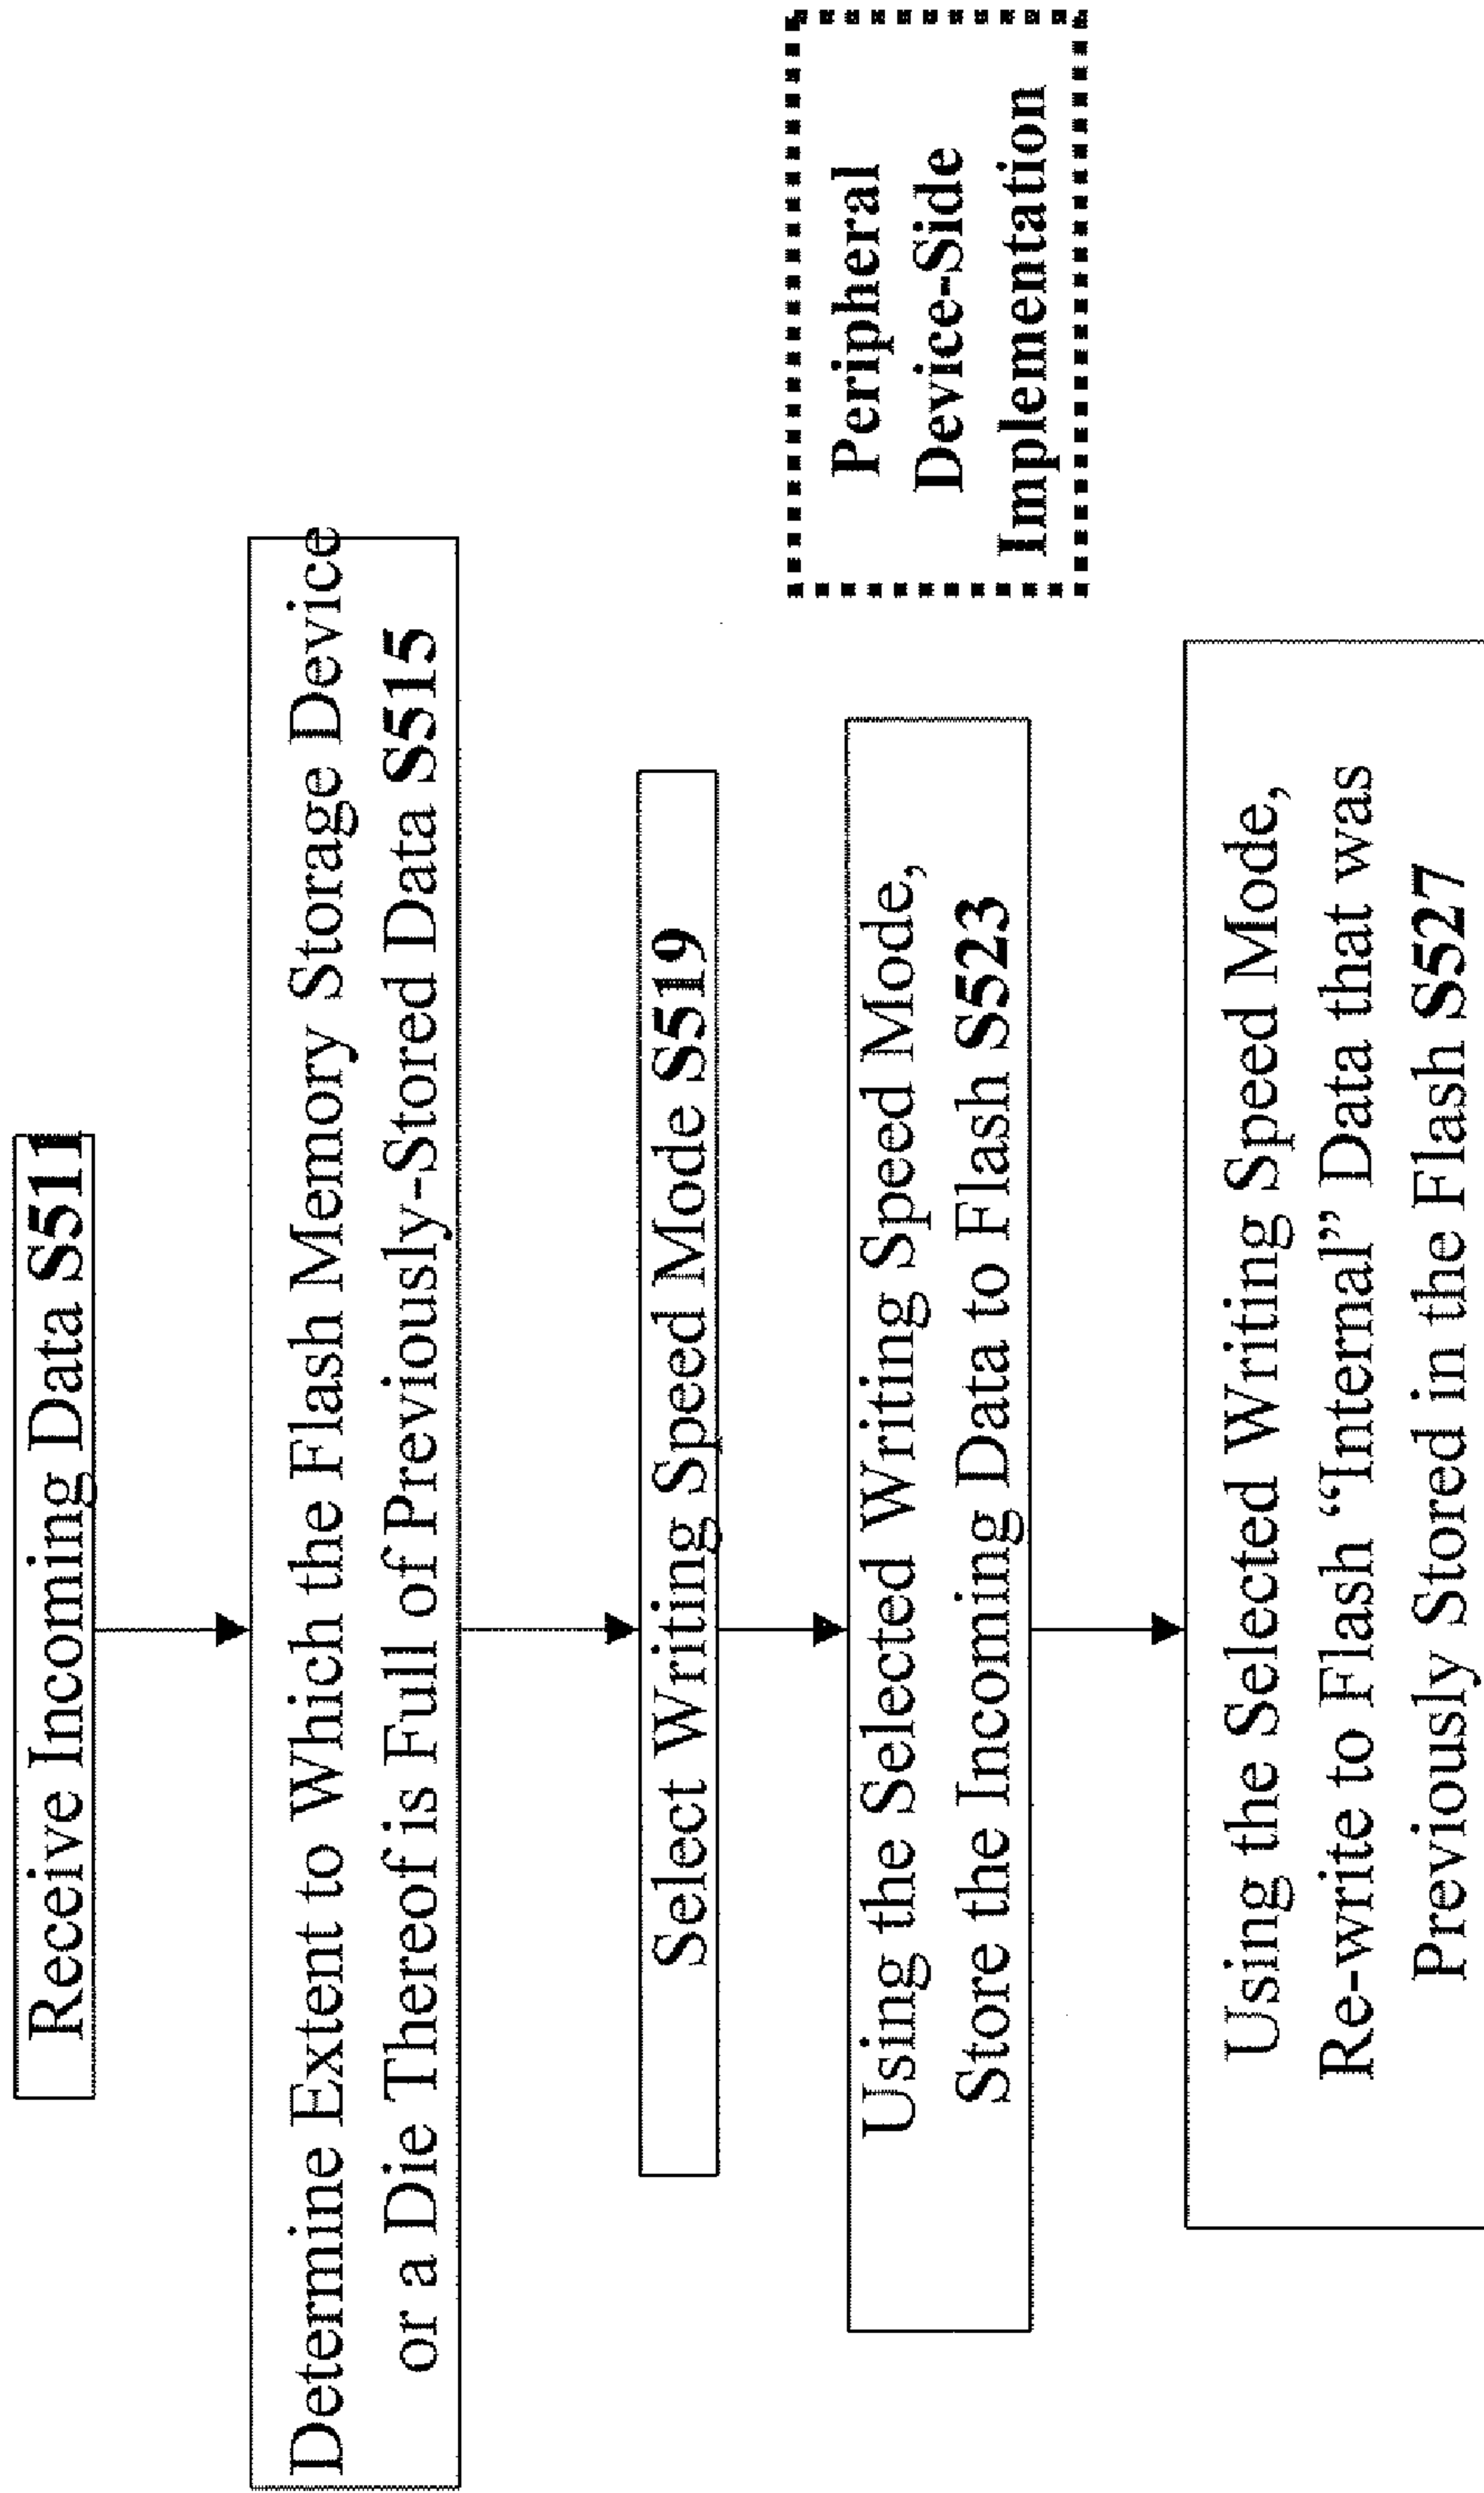 Receive Incoming Data S511
Determine Extent to Which the Flash Memory Storage Device
or a Die Thereof is Full of Previously-Stored Data S515
Select Writing Speed Mode S519
Using the Selected Writing Speed Mode,
Store the Incoming Data to Flash S523
Peripheral
Device-Side
Implementation
Using the Selected Writing Speed Mode,
Re-write to Flash “Internal” Data that was
Previously Stored in the Flash S527